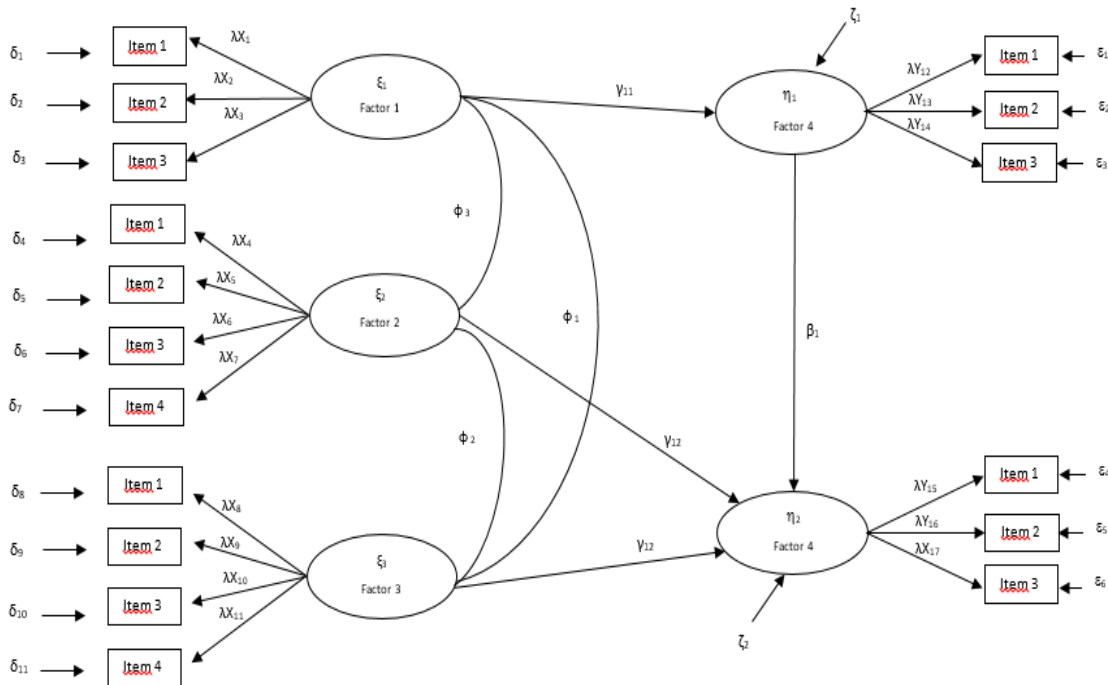 δ₁
Item 1
λX₁
δ₂
Item 2
λX₂
δ₃
Item 3
λX₃
ξ₁
Factor 1
δ₄
Item 1
λX₄
δ₅
Item 2
λX₅
δ₆
Item 3
λX₆
δ₇
Item 4
λX₇
ξ₂
Factor 2
δ₈
Item 1
λX₈
δ₉
Item 2
λX₉
δ₁₀
Item 3
λX₁₀
δ₁₁
Item 4
λX₁₁
ξ₃
Factor 3
ϕ ₃
ϕ ₁
ϕ ₂
γ₁₁
γ₁₂
γ₁₂
ζ₁
η₁
Factor 4
λY₁₂
Item 1
ε₁
λY₁₃
Item 2
ε₂
λY₁₄
Item 3
ε₃
β₁
η₂
Factor 4
ζ₂
λY₁₅
Item 1
ε₄
λY₁₆
Item 2
ε₅
λX₁₇
Item 3
ε₆